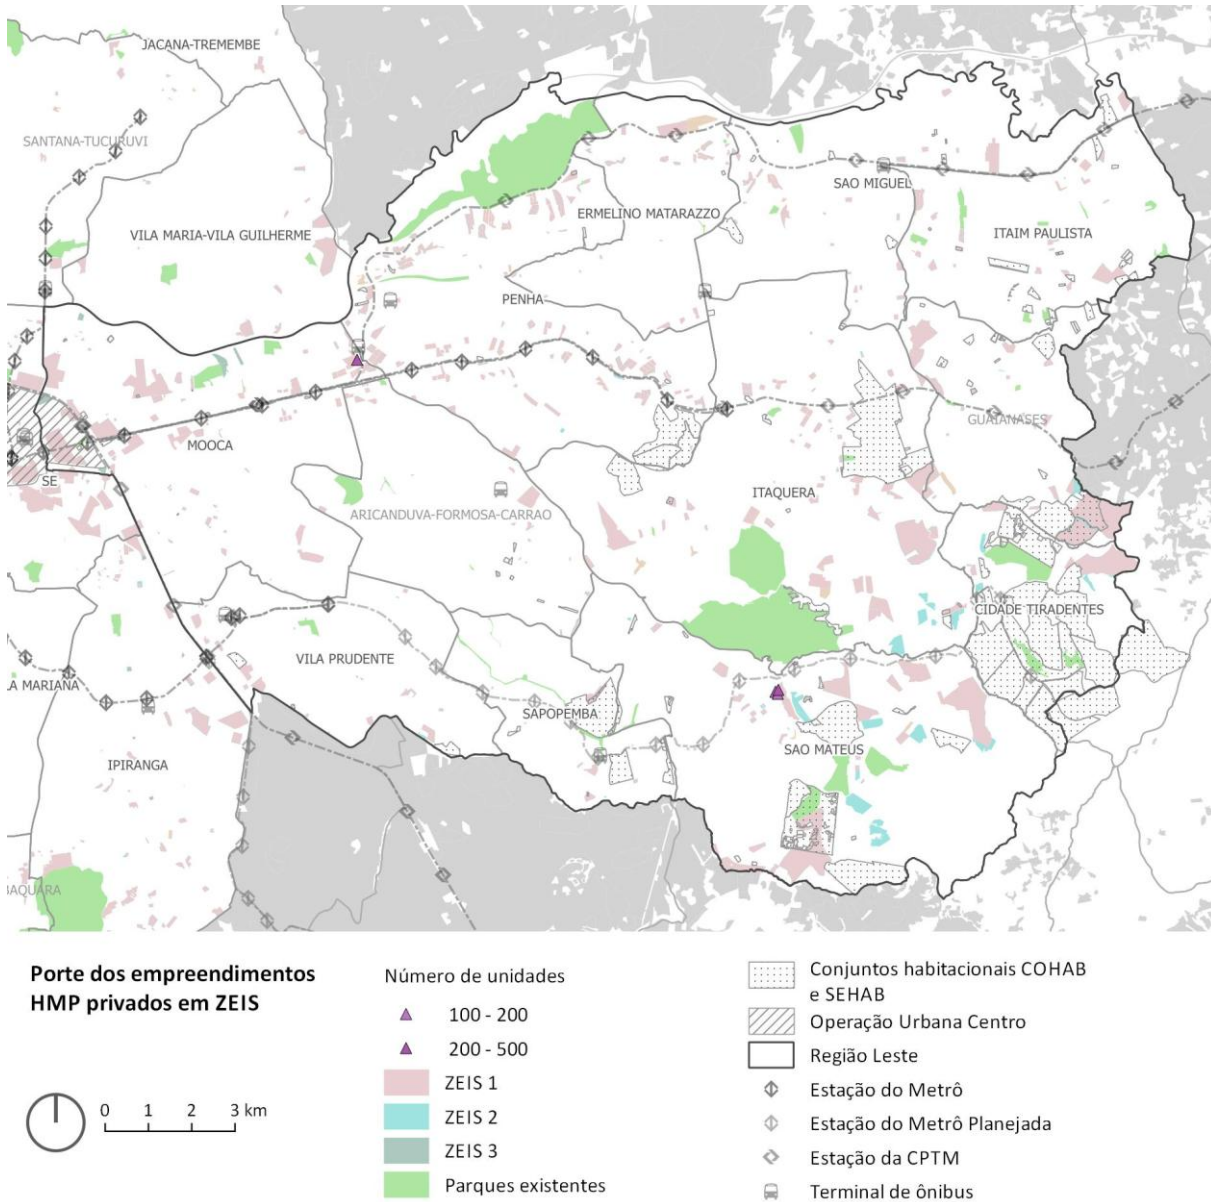 JACANA-TREMEMBE
SANTANA-TUCURUVI
SAO MIGUEL
ERMELINO MATARAZZO
VILA MARIA-VILA GUILHERME
ITAIM PAULISTA
PENHA
GUAIANASES
MOOCA
SE
ITAQUERA
ARICANDUVA-FORMOSA-CARRAO
CIDADE TIRADENTES
VILA PRUDENTE
LA MARIANA
SAPOPEMBA
SAO MATEUS
IPIRANGA
BAQUARA
Porte dos empreendimentos
HMP privados em ZEIS
0 1 2 3 km
Número de unidades
100 - 200
200 - 500
ZEIS 1
ZEIS 2
ZEIS 3
Parques existentes
Conjuntos habitacionais COHAB
e SEHAB
Operação Urbana Centro
Região Leste
Estação do Metrô
Estação do Metrô Planejada
Estação da CPTM
Terminal de ônibus